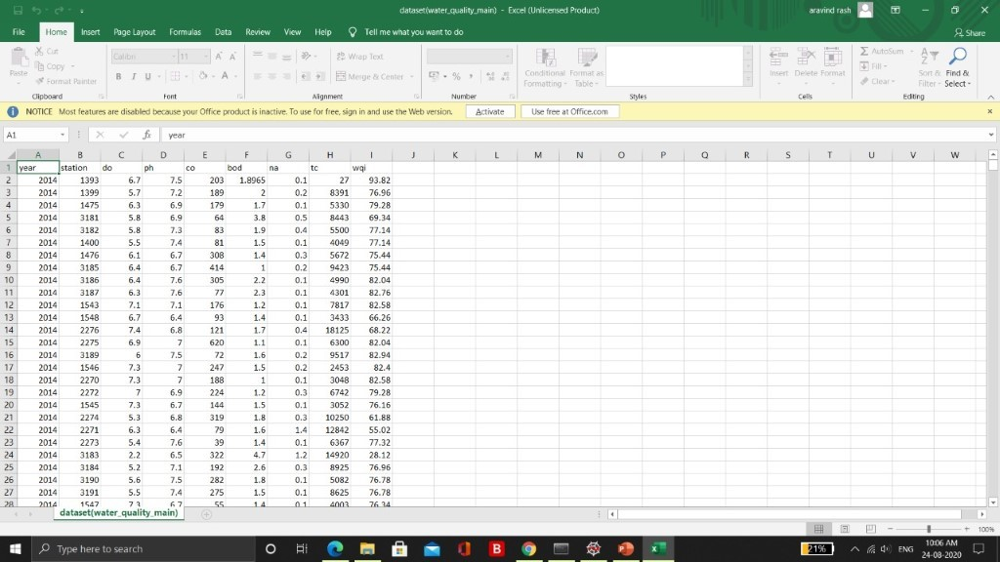 dataset(water_quality_main) - Excel (Unlicensed Product)
aravind rash
File Home Insert Page Layout Formulas Data Review View Help Tell me what you want to do Share
Paste Cut Copy Format Painter Clipboard
Calibri 11 A A B I U A Font
Wrap Text Merge & Center Alignment
% Number
Conditional Formatting Format as Table Styles
Insert Delete Format Cells
AutoSum Fill Clear Sort & Filter Find & Select Editing
NOTICE Most features are disabled because your Office product is inactive. To use for free, sign in and use the Web version. Activate Use free at Office.com
A1 fx year
A B C D E F G H I J K L M N O P Q R S T U V W
1 year station do ph co bod na tc wqi
2 2014 1393 6.7 7.5 203 1.8965 0.1 27 93.82
3 2014 1399 5.7 7.2 189 2 0.2 8391 76.96
4 2014 1475 6.3 6.9 179 1.7 0.1 5330 79.28
5 2014 3181 5.8 6.9 64 3.8 0.5 8443 69.34
6 2014 3182 5.8 7.3 83 1.9 0.4 5500 77.14
7 2014 1400 5.5 7.4 81 1.5 0.1 4049 77.14
8 2014 1476 6.1 6.7 308 1.4 0.3 5672 75.44
9 2014 3185 6.4 6.7 414 1 0.2 9423 75.44
10 2014 3186 6.4 7.6 305 2.2 0.1 4990 82.04
11 2014 3187 6.3 7.6 77 2.3 0.1 4301 82.76
12 2014 1543 7.1 7.1 176 1.2 0.1 7817 82.58
13 2014 1548 6.7 6.4 93 1.4 0.1 3433 66.26
14 2014 2276 7.4 6.8 121 1.7 0.4 18125 68.22
15 2014 2275 6.9 7 620 1.1 0.1 6300 82.04
16 2014 3189 6 7.5 72 1.6 0.2 9517 82.94
17 2014 1546 7.3 7 247 1.5 0.2 2453 82.4
18 2014 2270 7.3 7 188 1 0.1 3048 82.58
19 2014 2272 7 6.9 224 1.2 0.3 6742 79.28
20 2014 1545 7.3 6.7 144 1.5 0.1 3052 76.16
21 2014 2274 5.3 6.8 319 1.8 0.3 10250 61.88
22 2014 2271 6.3 6.4 79 1.6 1.4 12842 55.02
23 2014 2273 5.4 7.6 39 1.4 0.1 6367 77.32
24 2014 3183 2.2 6.5 322 4.7 1.2 14920 28.12
25 2014 3184 5.2 7.1 192 2.6 0.3 8925 76.96
26 2014 3190 5.6 7.5 282 1.8 0.1 5082 76.78
27 2014 3191 5.5 7.4 275 1.5 0.1 8625 76.78
28 2014 1547 7.3 6.7 55 1.4 0.1 4003 76.34
dataset(water_quality_main)
100%
Type here to search
21% ENG 10:06 AM
24-08-2020